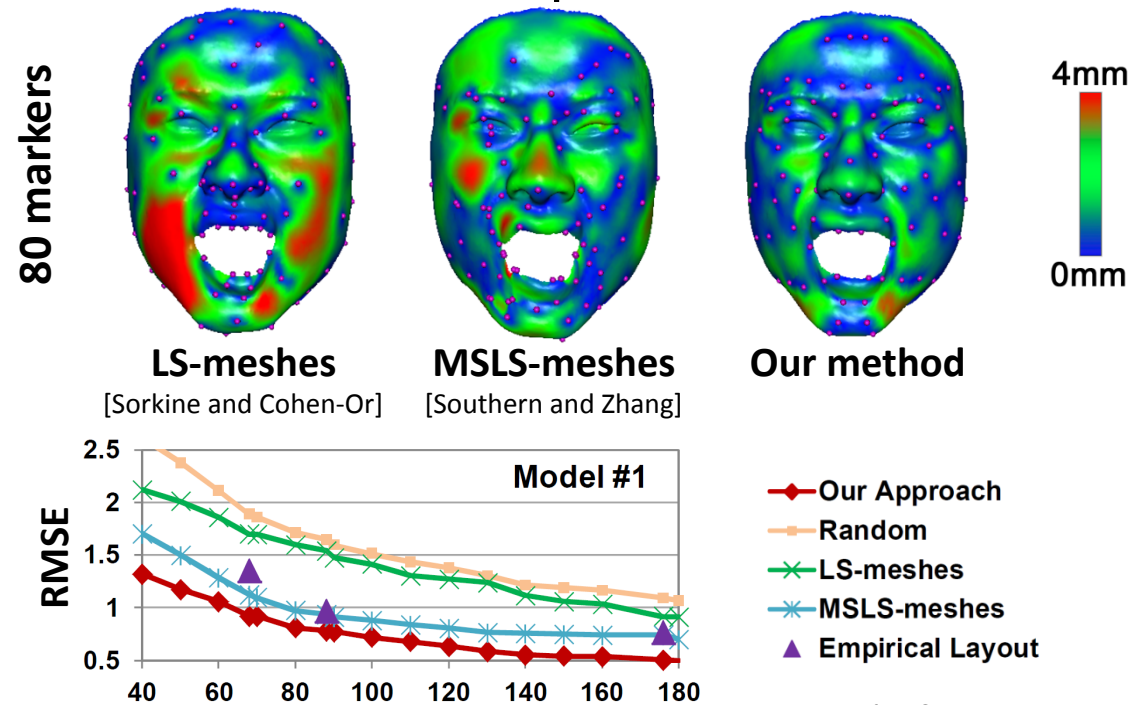 80 markers
4mm
0mm
LS-meshes
MSLS-meshes
Our method
[Sorkine and Cohen-Or]
[Southern and Zhang]
2.5
2
1.5
1
0.5
RMSE
Model #1
40 60 80 100 120 140 160 180
Our Approach
Random
LS-meshes
MSLS-meshes
Empirical Layout